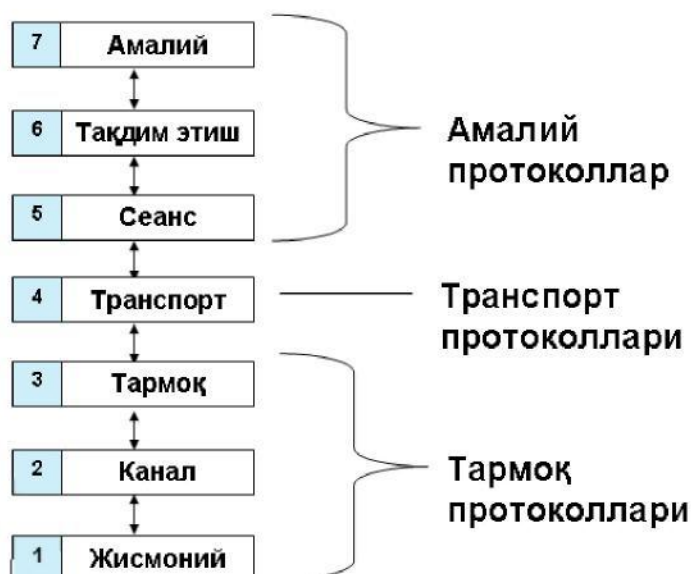 7 Амалий
6 Тақдим этиш
5 Сеанс
4 Транспорт
3 Тармоқ
2 Канал
1 Жисмоний
Амалий
протоколлар
Транспорт
протоколлари
Тармоқ
протоколлари